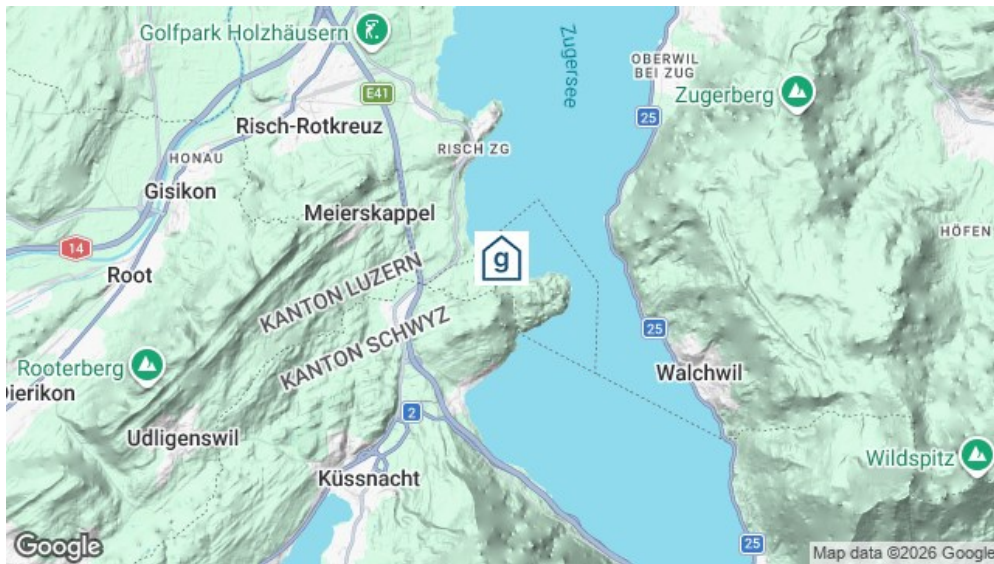 Golfpark Holzhäusern
Zugersee
OBERWIL
BEI ZUG
Zugerberg
E41
25
Risch-Rotkreuz
RISCH ZG
HONAU
Gisikon
Meierskappel
HÖFEN
14
Root
KANTON LUZERN
g
KANTON SCHWYZ
25
Rooterberg
Dierikon
Walchwil
2
Udligenswil
Wildspitz
Küssnacht
25
Google
Map data ©2026 Google